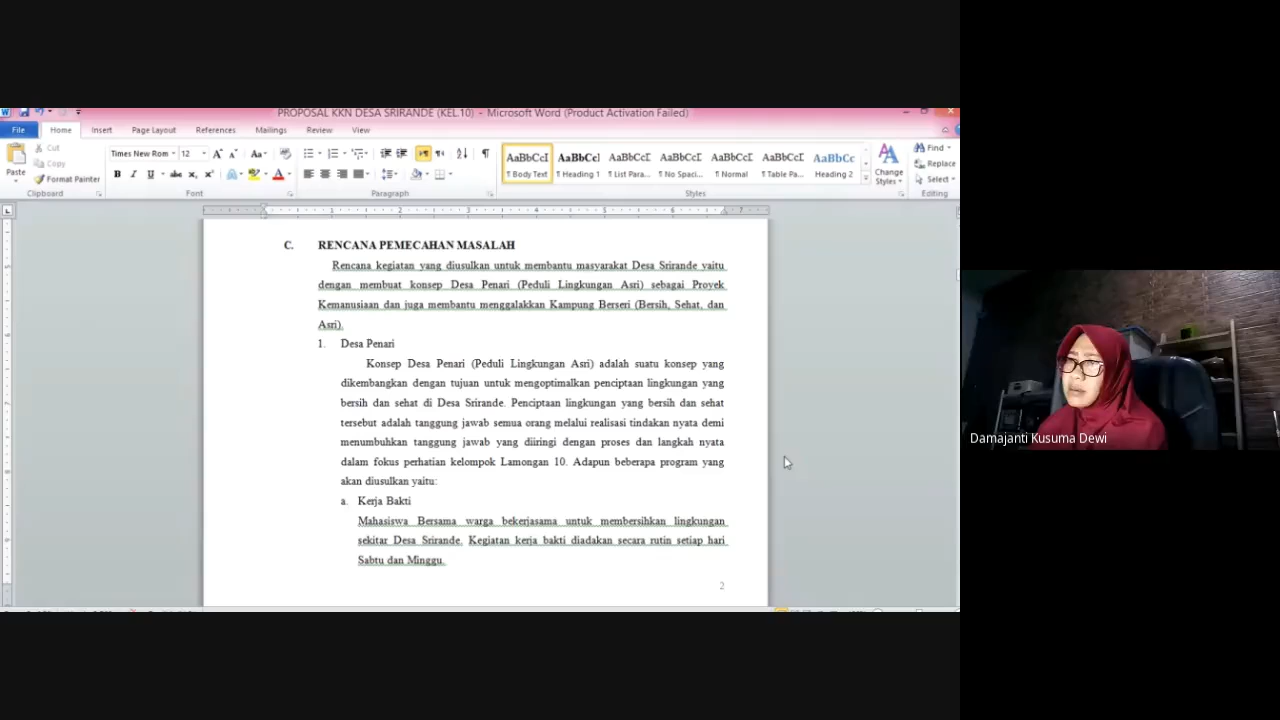 PROPOSAL KKN DESA SRIRANDE (KEL.10) - Microsoft Word (Product Activation Failed)
File Home Insert Page Layout References Mailings Review View
Cut
Copy
Format Painter
Paste
Clipboard
Times New Rom 12
Font
Paragraph
AaBbCcI AaBbCc AaBbCcI AaBbCcI AaBbCcI AaBbCcI AaBbCc
¶ Body Text ¶ Heading 1 ¶ List Para... ¶ No Spaci... ¶ Normal ¶ Table Pa... Heading 2
Styles
Change Styles
Find
Replace
Select
Editing
C. RENCANA PEMECAHAN MASALAH
Rencana kegiatan yang diusulkan untuk membantu masyarakat Desa Srirande yaitu
dengan membuat konsep Desa Penari (Peduli Lingkungan Asri) sebagai Proyek
Kemanusiaan dan juga membantu menggalakkan Kampung Berseri (Bersih, Sehat, dan
Asri).
1. Desa Penari
Konsep Desa Penari (Peduli Lingkungan Asri) adalah suatu konsep yang
dikembangkan dengan tujuan untuk mengoptimalkan penciptaan lingkungan yang
bersih dan sehat di Desa Srirande. Penciptaan lingkungan yang bersih dan sehat
tersebut adalah tanggung jawab semua orang melalui realisasi tindakan nyata demi
menumbuhkan tanggung jawab yang diiringi dengan proses dan langkah nyata
dalam fokus perhatian kelompok Lamongan 10. Adapun beberapa program yang
akan diusulkan yaitu:
a. Kerja Bakti
Mahasiswa Bersama warga bekerjasama untuk membersihkan lingkungan
sekitar Desa Srirande. Kegiatan kerja bakti diadakan secara rutin setiap hari
Sabtu dan Minggu.
2
Damajanti Kusuma Dewi